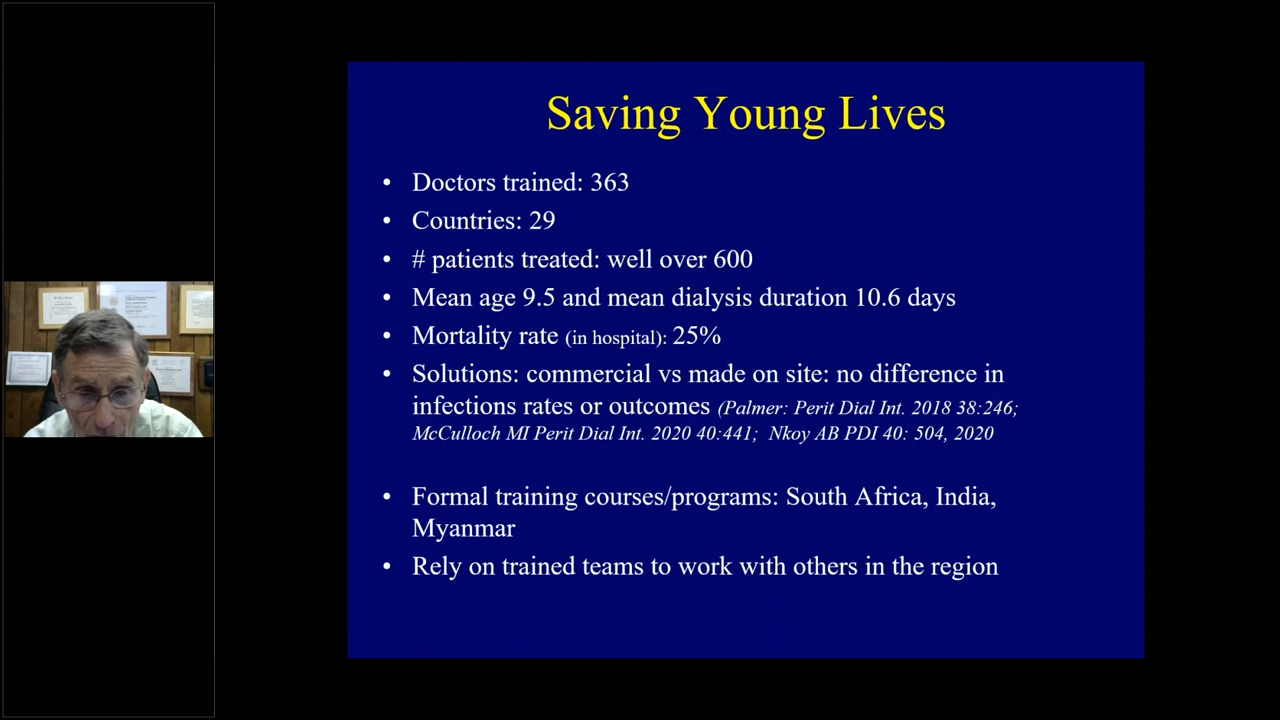 Saving Young Lives
• Doctors trained: 363
• Countries: 29
• # patients treated: well over 600
• Mean age 9.5 and mean dialysis duration 10.6 days
• Mortality rate (in hospital): 25%
• Solutions: commercial vs made on site: no difference in
infections rates or outcomes (Palmer: Perit Dial Int. 2018 38:246;
McCulloch MI Perit Dial Int. 2020 40:441; Nkoy AB PDI 40: 504, 2020
• Formal training courses/programs: South Africa, India,
Myanmar
• Rely on trained teams to work with others in the region